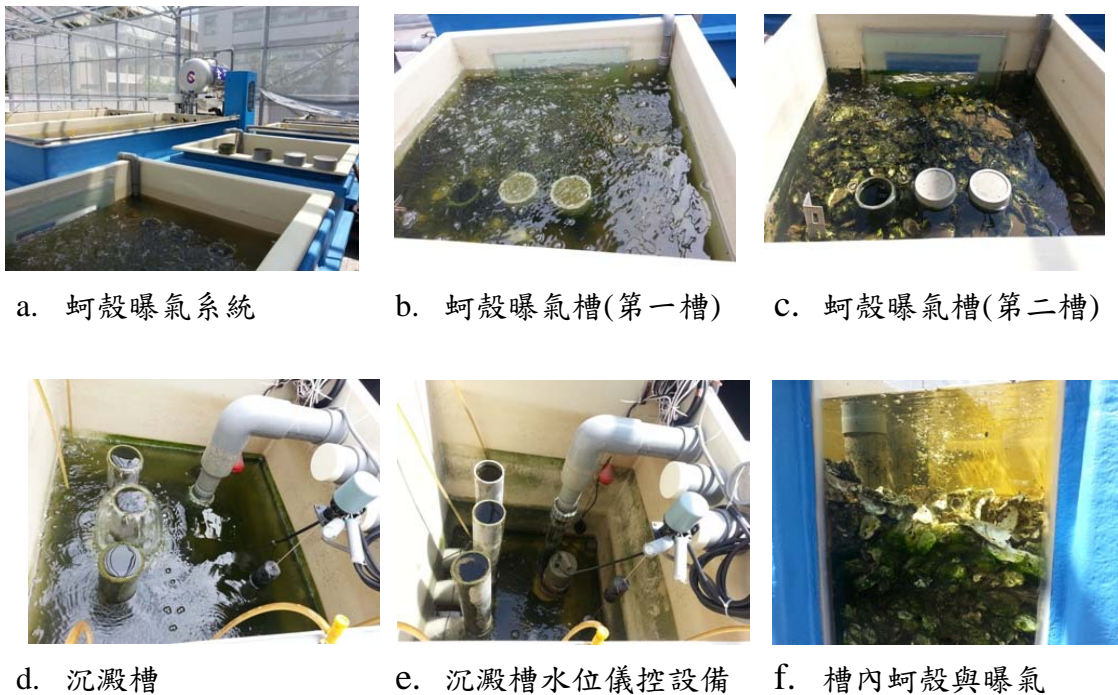 a. 蚵殼曝氣系統
b. 蚵殼曝氣槽(第一槽)
c. 蚵殼曝氣槽(第二槽)
d. 沉澱槽
e. 沉澱槽水位儀控設備
f. 槽內蚵殼與曝氣